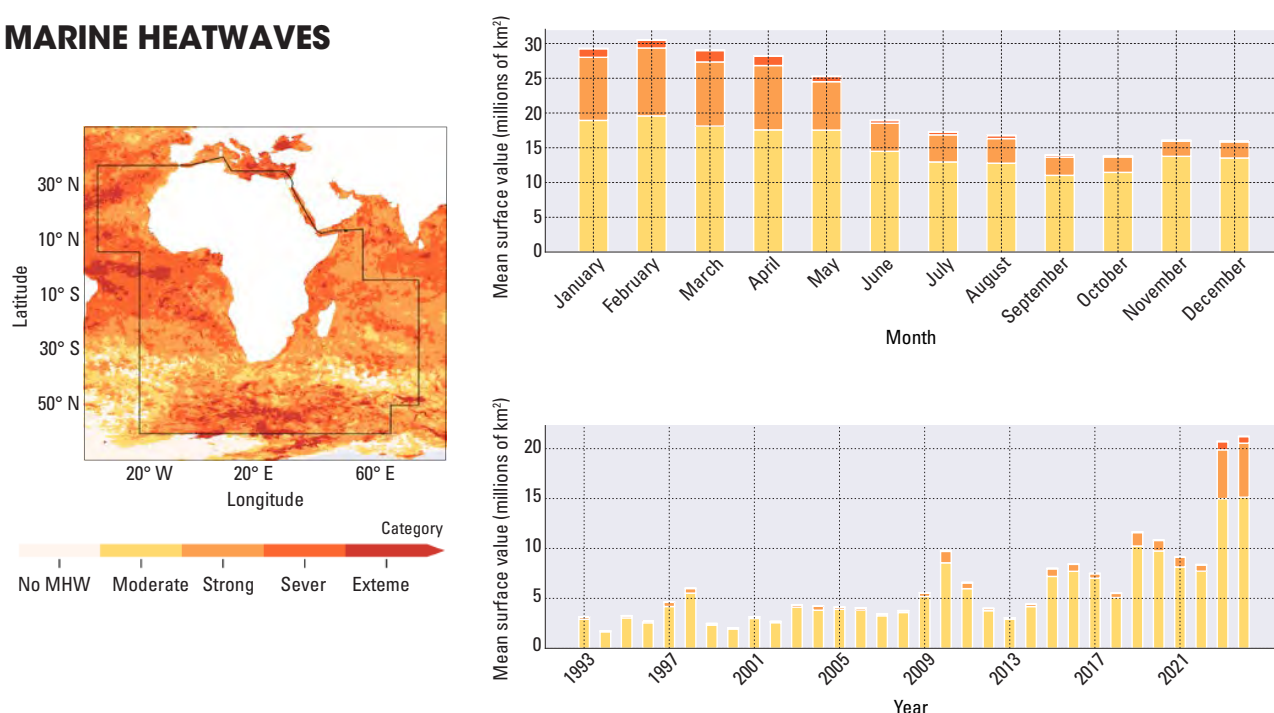 MARINE HEATWAVES
30° N
10° N
10° S
30° S
50° N
Latitude
20° W 20° E 60° E
Longitude
Category
No MHW Moderate Strong Sever Exteme
Mean surface value (millions of km²)
30
25
20
15
10
5
0
January February March April May June July August September October November December
Month
Mean surface value (millions of km²)
20
15
10
5
0
1993 1997 2001 2005 2009 2013 2017 2021
Year